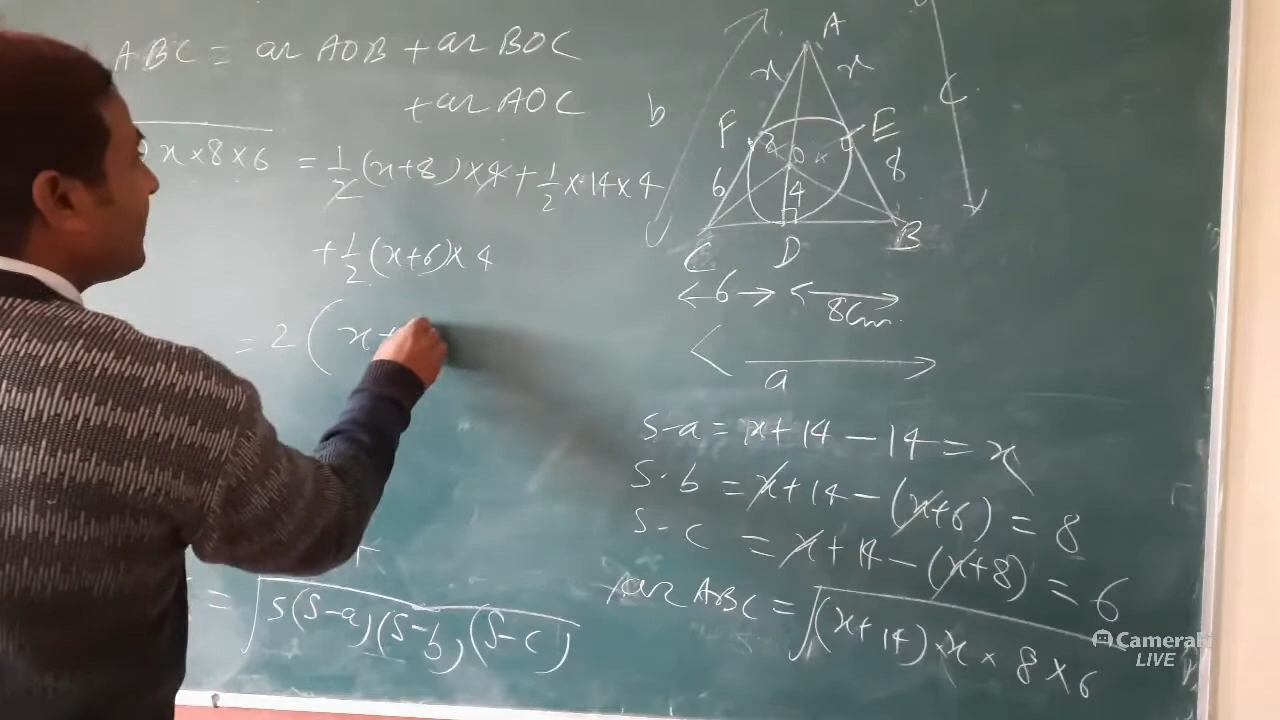 ABC = ar AOB + ar BOC
+ ar AOC
x × 8 × 6 = 1/2 (x+8) × 4 + 1/2 × 14 × 4
+ 1/2 (x+6) × 4
= 2 ( x+
= √s(s-a)(s-b)(s-c)
A
x x
b
C
F E
O
6 4 8
C D B
6 8cm
a
s-a = x+14 - 14 = x
s-b = x+14 - (x+6) = 8
s-c = x+14 - (x+8) = 6
ar ABC = √(x+14) × x × 8 × 6
CameraFi
LIVE